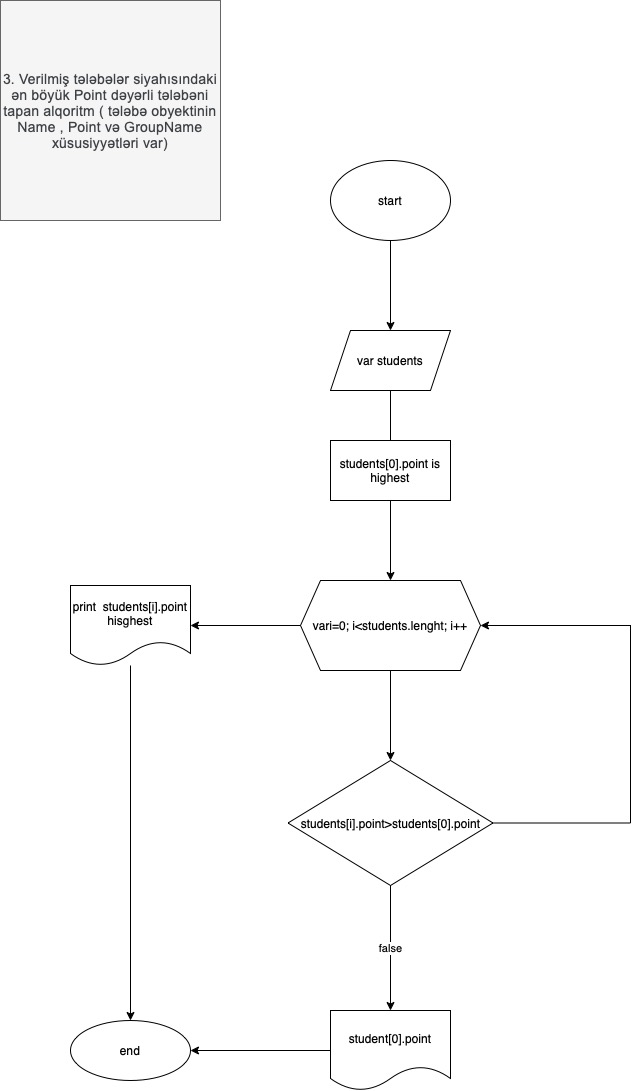 3. Verilmiş tələbələr siyahısındakı
ən böyük Point dəyərli tələbəni
tapan alqoritm ( tələbə obyektinin
Name , Point və GroupName
xüsusiyyətləri var)
start
var students
students[0].point is
highest
print  students[i].point
hisghest
vari=0; i<students.lenght; i++
students[i].point>students[0].point
false
student[0].point
end